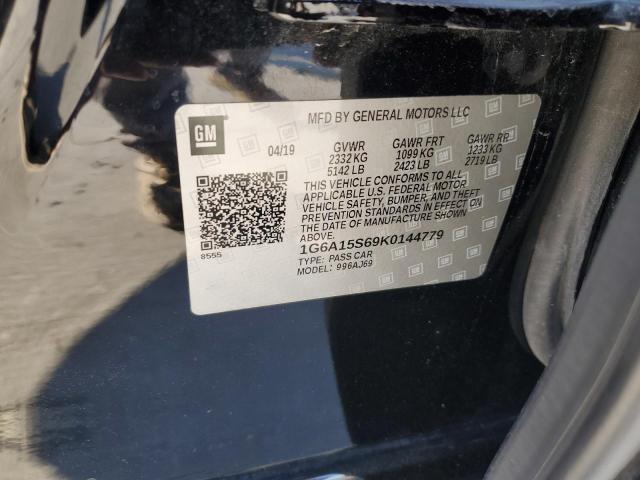 MFD BY GENERAL MOTORS LLC
GM
04/19 GVWR GAWR FRT GAWR RR
2332 KG 1099 KG 1233 KG
5142 LB 2423 LB 2719 LB
THIS VEHICLE CONFORMS TO ALL
APPLICABLE U.S. FEDERAL MOTOR
VEHICLE SAFETY, BUMPER, AND THEFT
PREVENTION STANDARDS IN EFFECT ON
THE DATE OF MANUFACTURE SHOWN
ABOVE.
1G6A15S69K0144779
TYPE: PASS CAR
MODEL: 996AJ69
8555